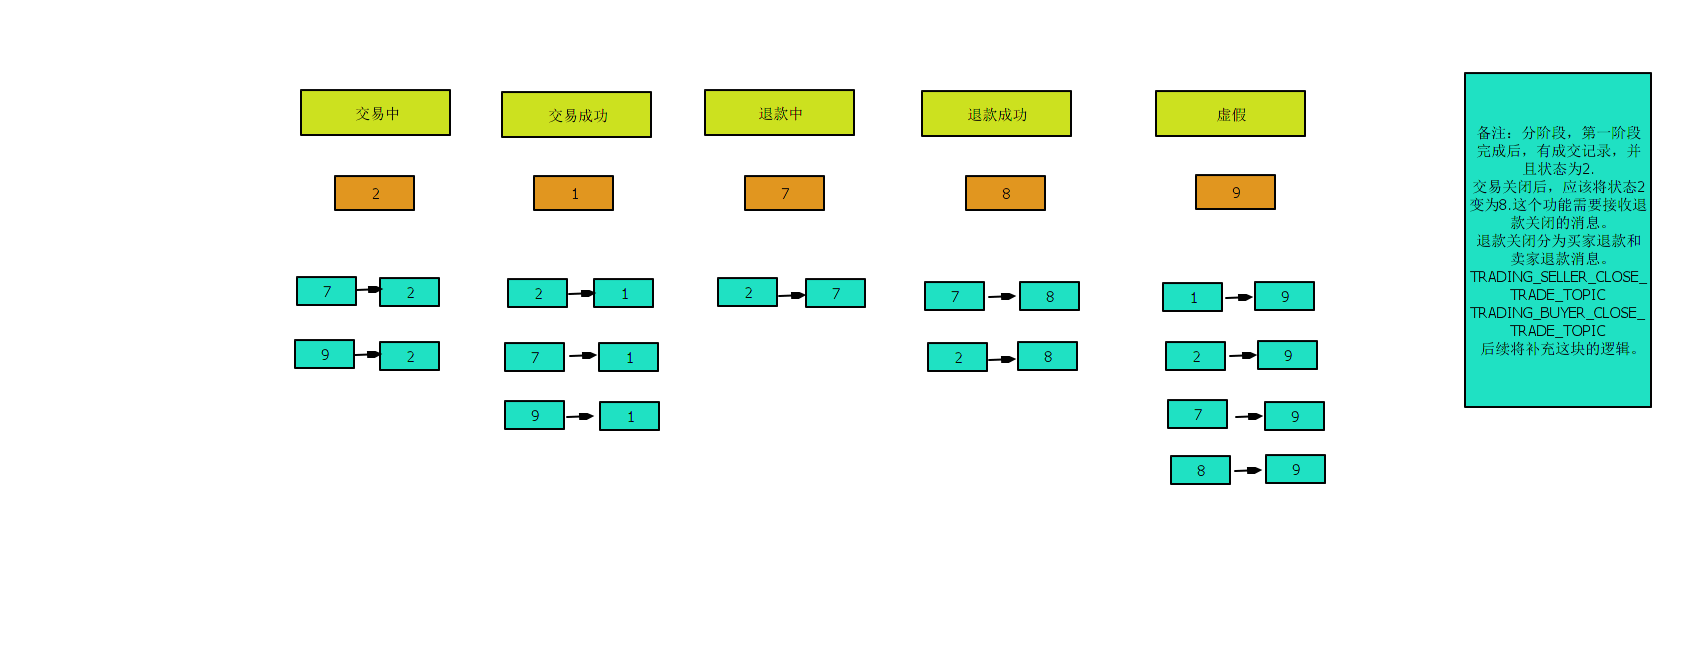 交易中
交易成功
退款中
退款成功
虚假
2
1
7
8
9
7
2
2
1
2
7
7
8
1
9
9
2
7
1
2
8
2
9
9
1
7
9
8
9
备注：分阶段，第一阶段
完成后，有成交记录，并
且状态为2.
交易关闭后，应该将状态2
变为8.这个功能需要接收退
款关闭的消息。
退款关闭分为买家退款和
卖家退款消息。
TRADING_SELLER_CLOSE_
TRADE_TOPIC
TRADING_BUYER_CLOSE_
TRADE_TOPIC
后续将补充这块的逻辑。